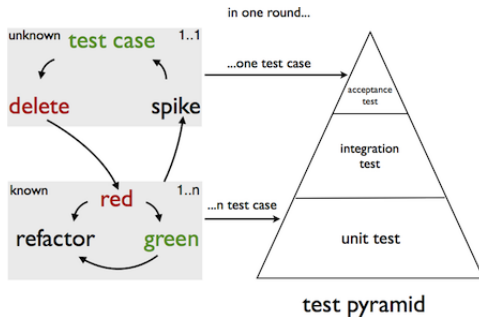 in one round...
unknown
test case
1..1
...one test case
delete
spike
acceptance
test
integration
test
known
1..n
red
...n test case
refactor
green
unit test
test pyramid